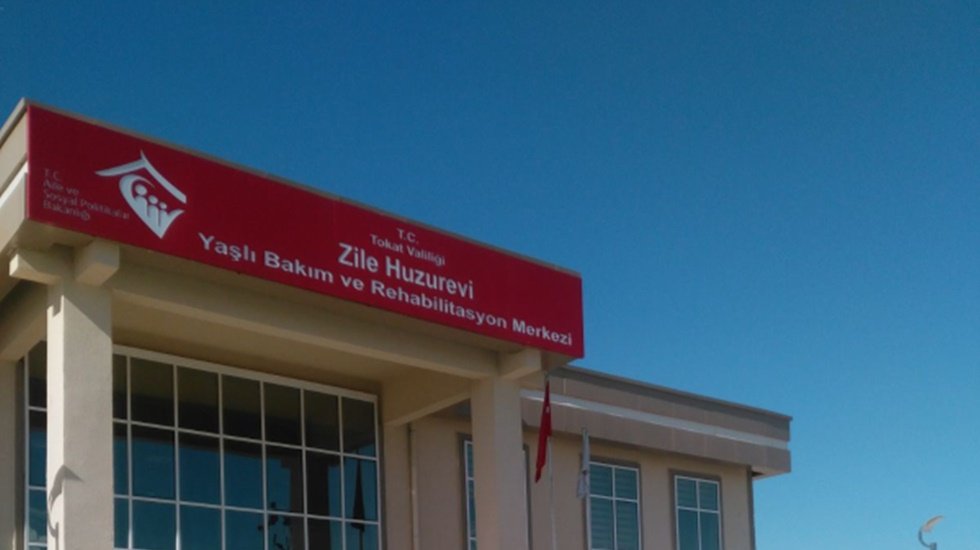 T.C.
Aile ve
Sosyal Politikalar
Bakanlığı
T.C.
Tokat Valiliği
Zile Huzurevi
Yaşlı Bakım ve Rehabilitasyon Merkezi